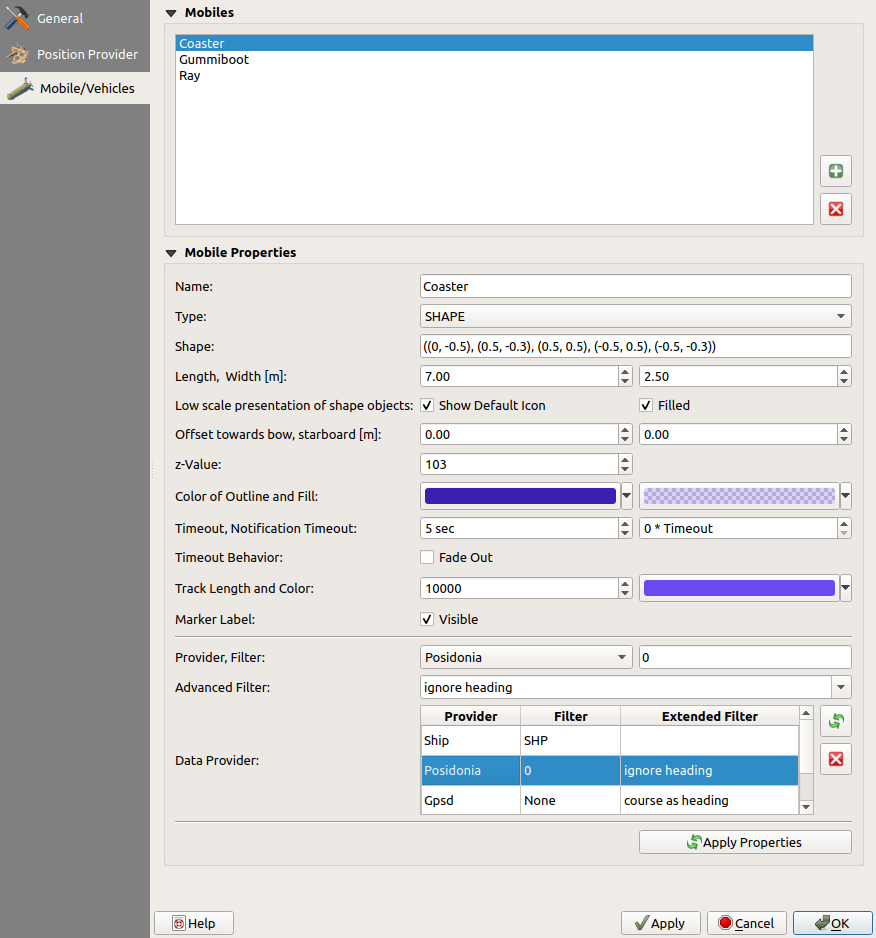 General
Position Provider
Mobile/Vehicles
Mobiles
Coaster
Gummiboot
Ray
Mobile Properties
Name: Coaster
Type: SHAPE
Shape: ((0, -0.5), (0.5, -0.3), (0.5, 0.5), (-0.5, 0.5), (-0.5, -0.3))
Length,  Width [m]: 7.00 2.50
Low scale presentation of shape objects: Show Default Icon Filled
Offset towards bow, starboard [m]: 0.00 0.00
z-Value: 103
Color of Outline and Fill:
Timeout, Notification Timeout: 5 sec 0 * Timeout
Timeout Behavior: Fade Out
Track Length and Color: 10000
Marker Label: Visible
Provider, Filter: Posidonia 0
Advanced Filter: ignore heading
Data Provider:
Provider Filter Extended Filter
Ship SHP
Posidonia 0 ignore heading
Gpsd None course as heading
Apply Properties
Help Apply Cancel OK